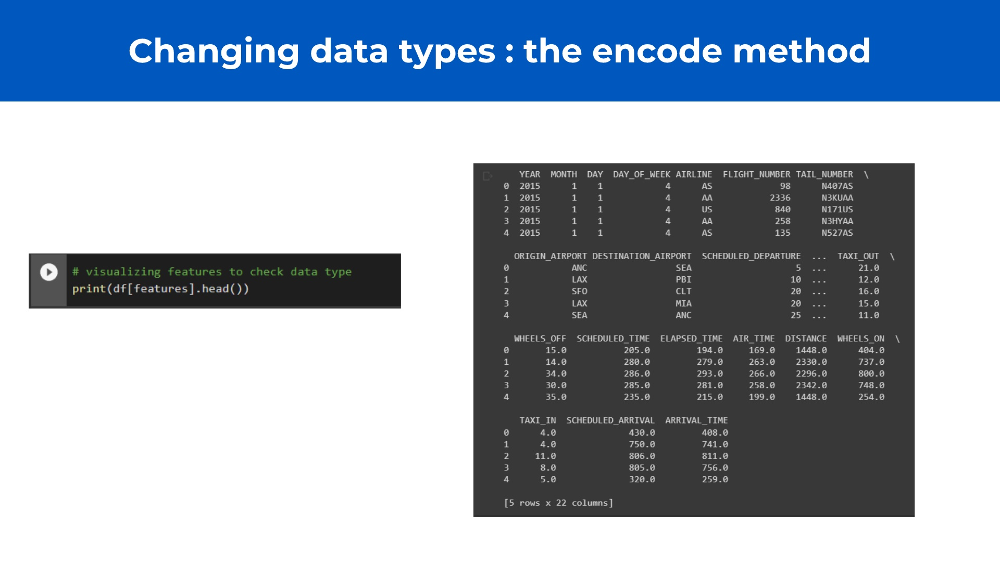 Changing data types : the encode method
# visualizing features to check data type
print(df[features].head())
YEAR MONTH DAY DAY_OF_WEEK AIRLINE FLIGHT_NUMBER TAIL_NUMBER \
0 2015 1 1 4 AS 98 N407AS
1 2015 1 1 4 AA 2336 N3KUAA
2 2015 1 1 4 US 840 N171US
3 2015 1 1 4 AA 258 N3HYAA
4 2015 1 1 4 AS 135 N527AS
ORIGIN_AIRPORT DESTINATION_AIRPORT SCHEDULED_DEPARTURE ... TAXI_OUT \
0 ANC SEA 5 ... 21.0
1 LAX PBI 10 ... 12.0
2 SFO CLT 20 ... 16.0
3 LAX MIA 20 ... 15.0
4 SEA ANC 25 ... 11.0
WHEELS_OFF SCHEDULED_TIME ELAPSED_TIME AIR_TIME DISTANCE WHEELS_ON \
0 15.0 205.0 194.0 169.0 1448.0 404.0
1 14.0 280.0 279.0 263.0 2330.0 737.0
2 34.0 286.0 293.0 266.0 2296.0 800.0
3 30.0 285.0 281.0 258.0 2342.0 748.0
4 35.0 235.0 215.0 199.0 1448.0 254.0
TAXI_IN SCHEDULED_ARRIVAL ARRIVAL_TIME
0 4.0 430.0 408.0
1 4.0 750.0 741.0
2 11.0 806.0 811.0
3 8.0 805.0 756.0
4 5.0 320.0 259.0
[5 rows x 22 columns]